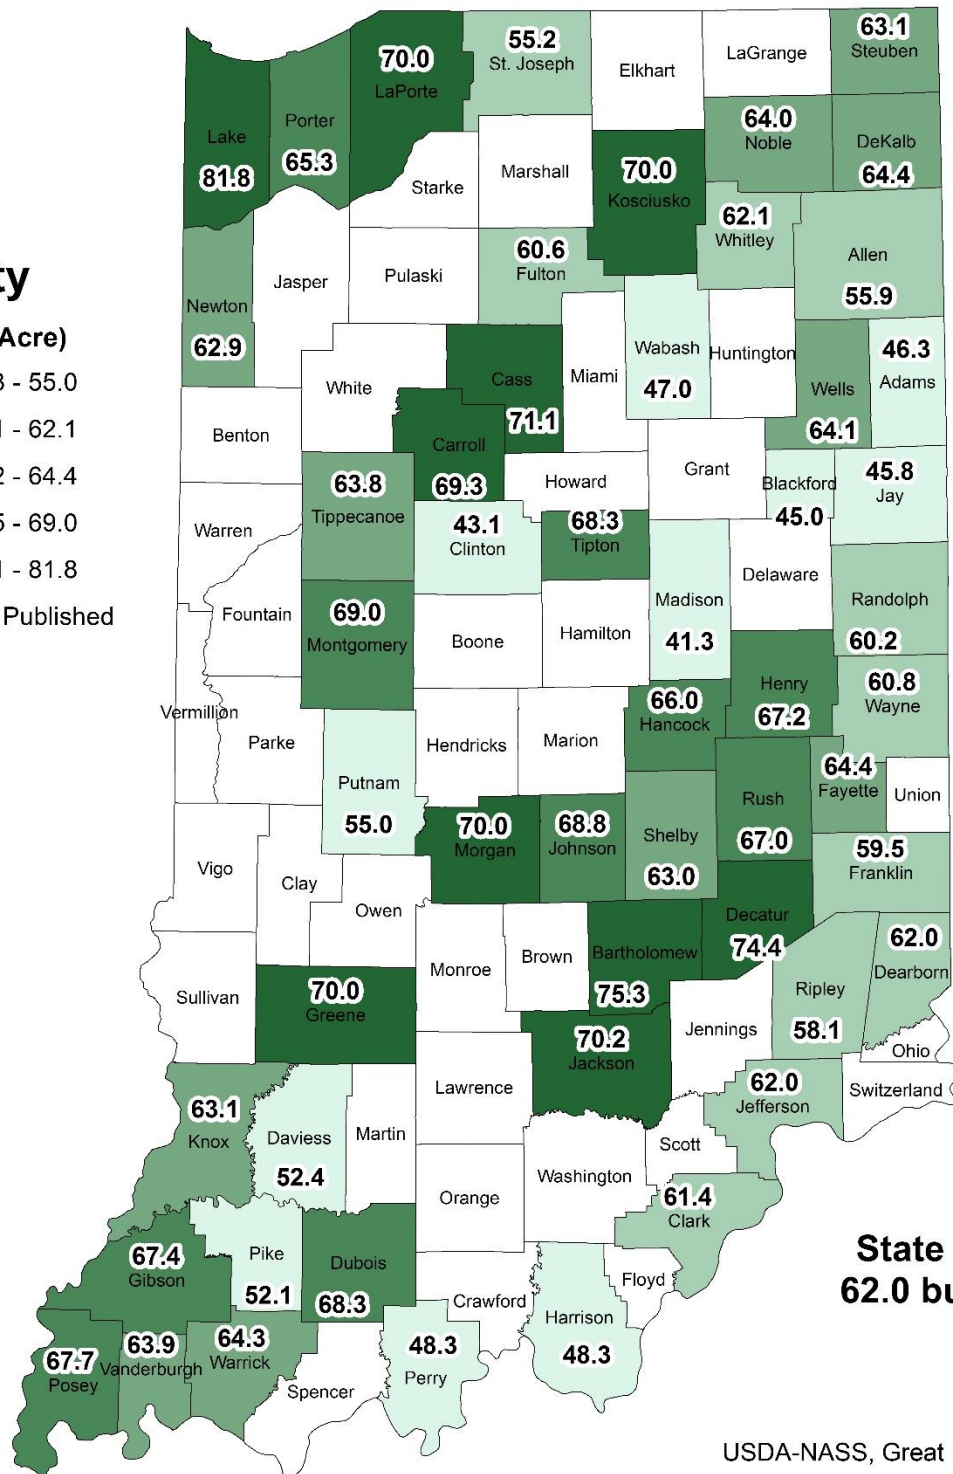 63.1
Steuben
55.2
St. Joseph
70.0
LaPorte
LaGrange
Elkhart
Porter
65.3
Lake
81.8
64.0
Noble
DeKalb
64.4
Marshall
Starke
70.0
Kosciusko
62.1
Whitley
Allen
55.9
60.6
Fulton
Pulaski
Jasper
ty
Newton
62.9
Acre)
3 - 55.0
1 - 62.1
2 - 64.4
5 - 69.0
1 - 81.8
Published
Wabash
47.0
Huntington
46.3
Adams
Wells
64.1
Miami
Cass
71.1
White
Benton
Carroll
69.3
Grant
Howard
Blackford
45.0
45.8
Jay
63.8
Tippecanoe
Warren
43.1
Clinton
68.3
Tipton
Delaware
Madison
41.3
Randolph
60.2
Fountain
69.0
Montgomery
Boone
Hamilton
Henry
67.2
60.8
Wayne
66.0
Hancock
Vermillion
Parke
Hendricks
Marion
64.4
Fayette
Union
Putnam
55.0
70.0
Morgan
68.8
Johnson
Shelby
63.0
Rush
67.0
59.5
Franklin
Vigo
Clay
Owen
Decatur
74.4
62.0
Dearborn
Monroe
Brown
Bartholomew
75.3
Ripley
58.1
Sullivan
70.0
Greene
70.2
Jackson
Jennings
Ohio
Switzerland
62.0
Jefferson
Lawrence
63.1
Knox
Daviess
52.4
Martin
Scott
Washington
Orange
61.4
Clark
67.4
Gibson
Pike
52.1
Dubois
68.3
Floyd
Crawford
Harrison
48.3
State
62.0 bu
67.7
Posey
63.9
Vanderburgh
64.3
Warrick
48.3
Perry
Spencer
USDA-NASS, Great